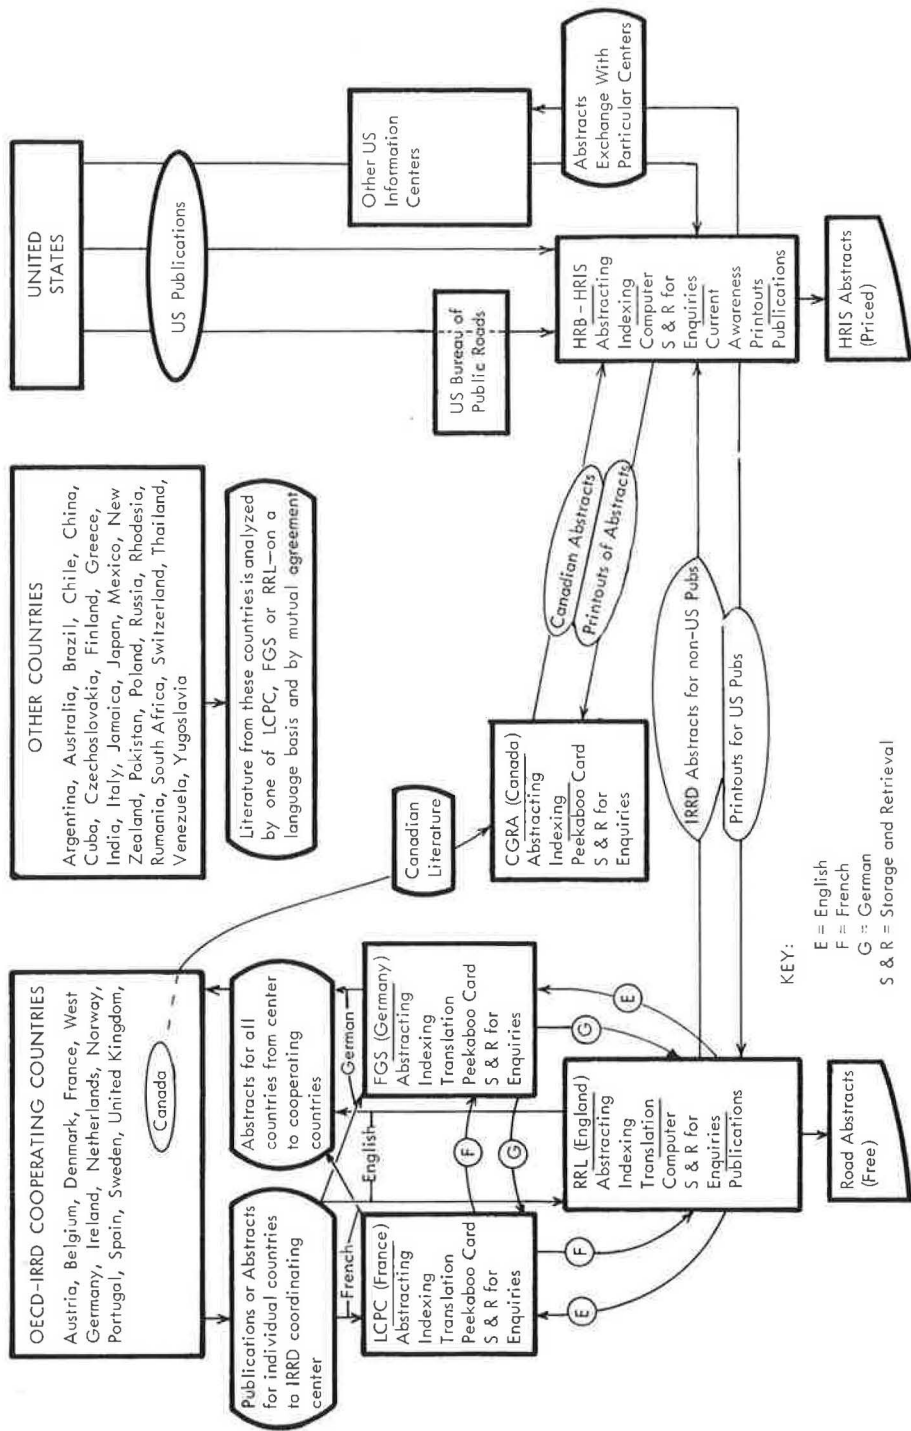 OECD-IRRD COOPERATING COUNTRIES
Austria, Belgium, Denmark, France, West
Germany, Ireland, Netherlands, Norway,
Portugal, Spain, Sweden, United Kingdom,
Canada
OTHER COUNTRIES
Argentina, Australia, Brazil, Chile, China,
Cuba, Czechoslovakia, Finland, Greece,
India, Italy, Jamaica, Japan, Mexico, New
Zealand, Pakistan, Poland, Russia, Rhodesia,
Rumania, South Africa, Switzerland, Thailand,
Venezuela, Yugoslavia
UNITED
STATES
US Publications
Publications or Abstracts
for individual countries
to IRRD coordinating
center
Abstracts for all
countries from center
to cooperating
countries
Literature from these countries is analyzed
by one of LCPC, FGS or RRL—on a
language basis and by mutual agreement
French
English
German
Canadian
Literature
US Bureau of
Public Roads
Other US
Information
Centers
LCPC (France)
Abstracting
Indexing
Translation
Peekaboo Card
S & R for
Enquiries
F
G
FGS (Germany)
Abstracting
Indexing
Translation
Peekaboo Card
S & R for
Enquiries
CGRA (Canada)
Abstracting
Indexing
Peekaboo Card
S & R for
Enquiries
Canadian Abstracts
Printouts of Abstracts
HRB - HRIS
Abstracting
Indexing
Computer
S & R for
Enquiries
Current
Awareness
Printouts
Publications
Abstracts
Exchange With
Particular Centers
E
F
G
E
RRL (England)
Abstracting
Indexing
Translation
Computer
S & R for
Enquiries
Publications
IRRD Abstracts for non-US Pubs
Printouts for US Pubs
Road Abstracts
(Free)
HRIS Abstracts
(Priced)
KEY:
E = English
F = French
G = German
S & R = Storage and Retrieval